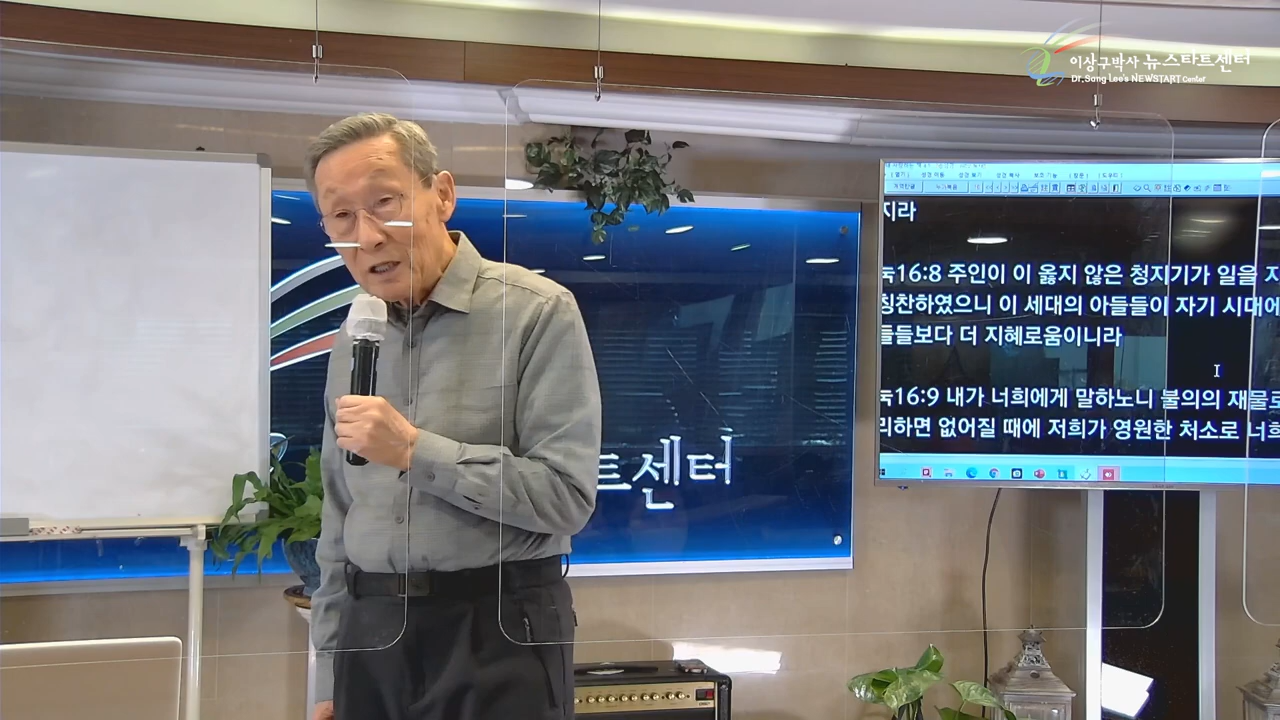 이상구박사 뉴스타트센터
Dr. Sang Lee's NEWSTART Center
지라
눅16:8 주인이 이 옳지 않은 청지기가 일을 지
칭찬하였으니 이 세대의 아들들이 자기 시대에
들들보다 더 지혜로움이니라
눅16:9 내가 너희에게 말하노니 불의의 재물로
리하면 없어질 때에 저희가 영원한 처소로 너희
트센터